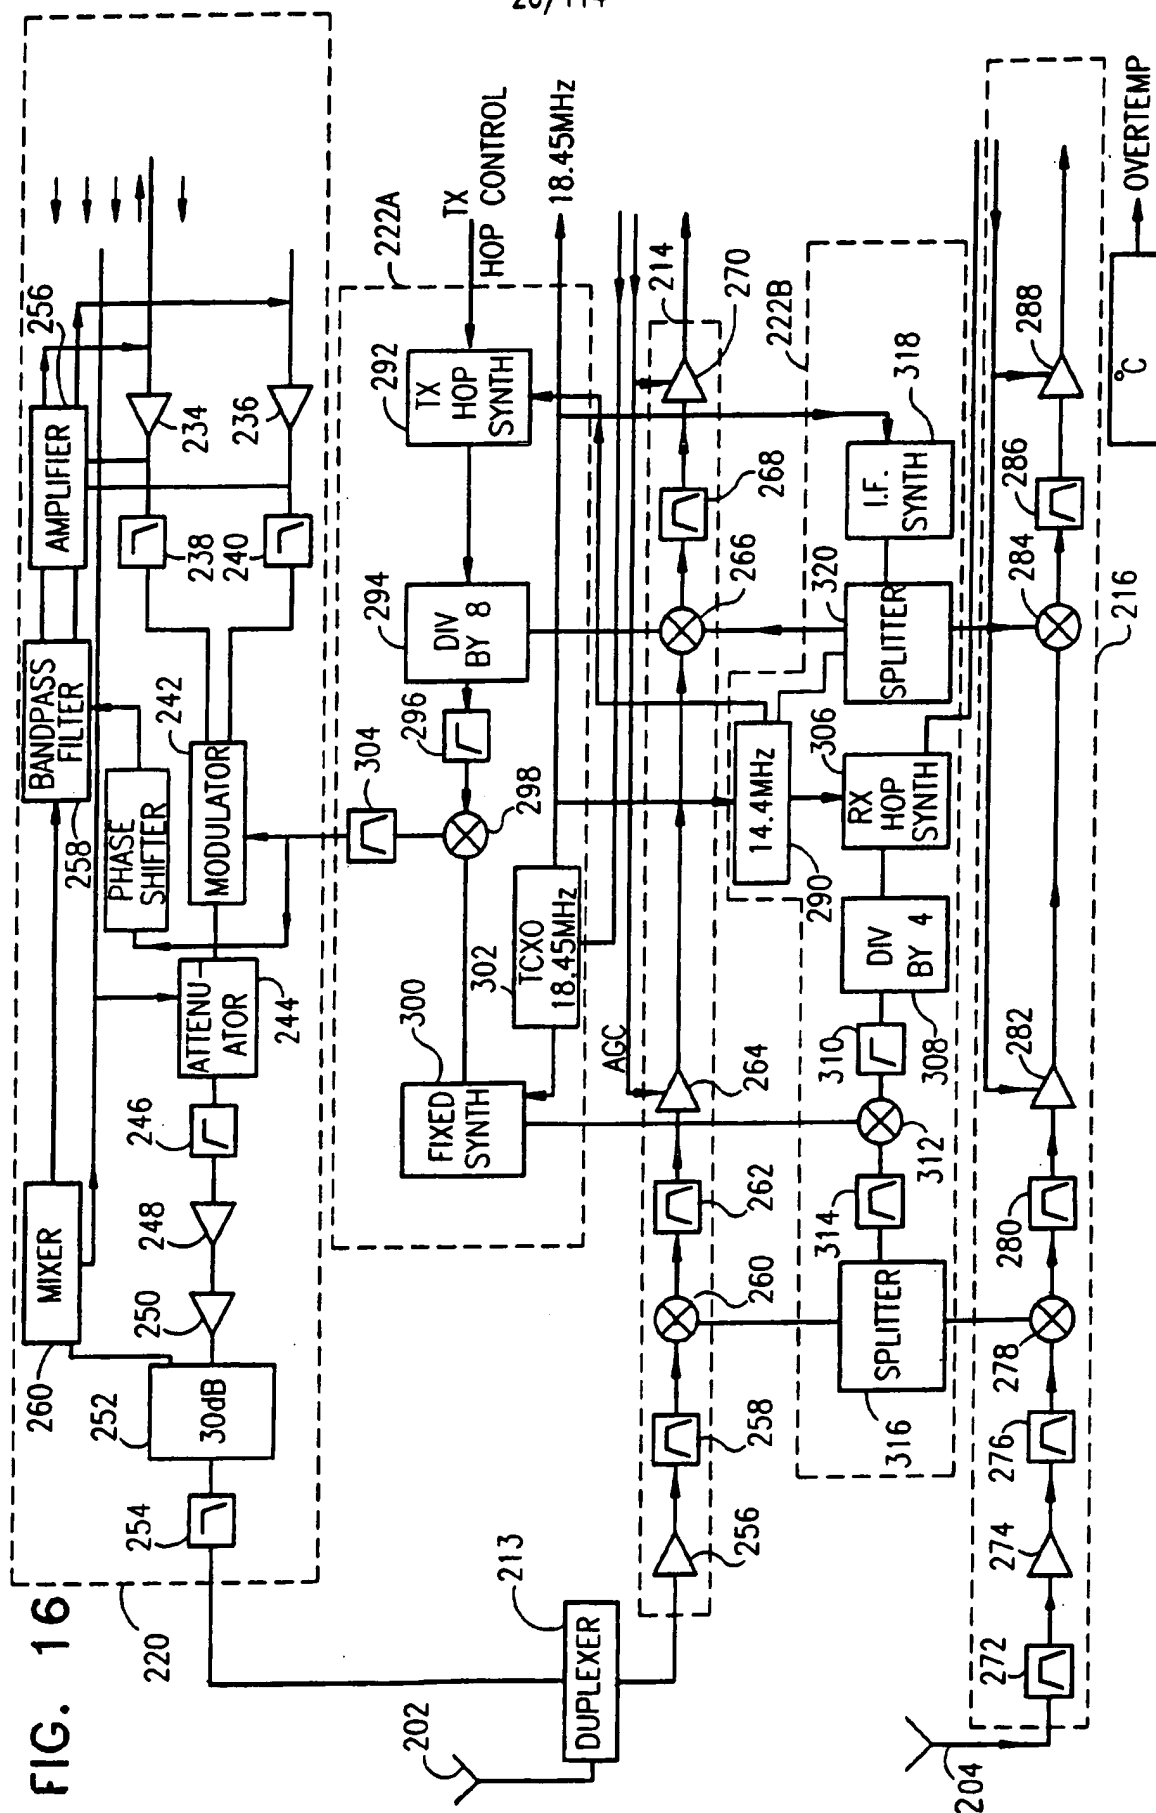 FIG. 16
220
254
252
30dB
260
MIXER
250
248
246
ATTENU-
ATOR
244
PHASE
SHIFTER
258
BANDPASS
FILTER
242
MODULATOR
AMPLIFIER
256
238
240
234
236
304
222A
TX
HOP CONTROL
292
TX
HOP
SYNTH
294
DIV
BY 8
296
298
300
FIXED
SYNTH
302
TCXO
18.45MHz
18.45MHz
202
213
DUPLEXER
256
258
260
262
264
AGC
266
268
270
214
222B
14.4MHz
290
316
SPLITTER
314
312
310
308
DIV
BY 4
306
RX
HOP
SYNTH
320
SPLITTER
318
I.F.
SYNTH
204
272
274
276
278
280
282
284
286
288
216
°C
OVERTEMP